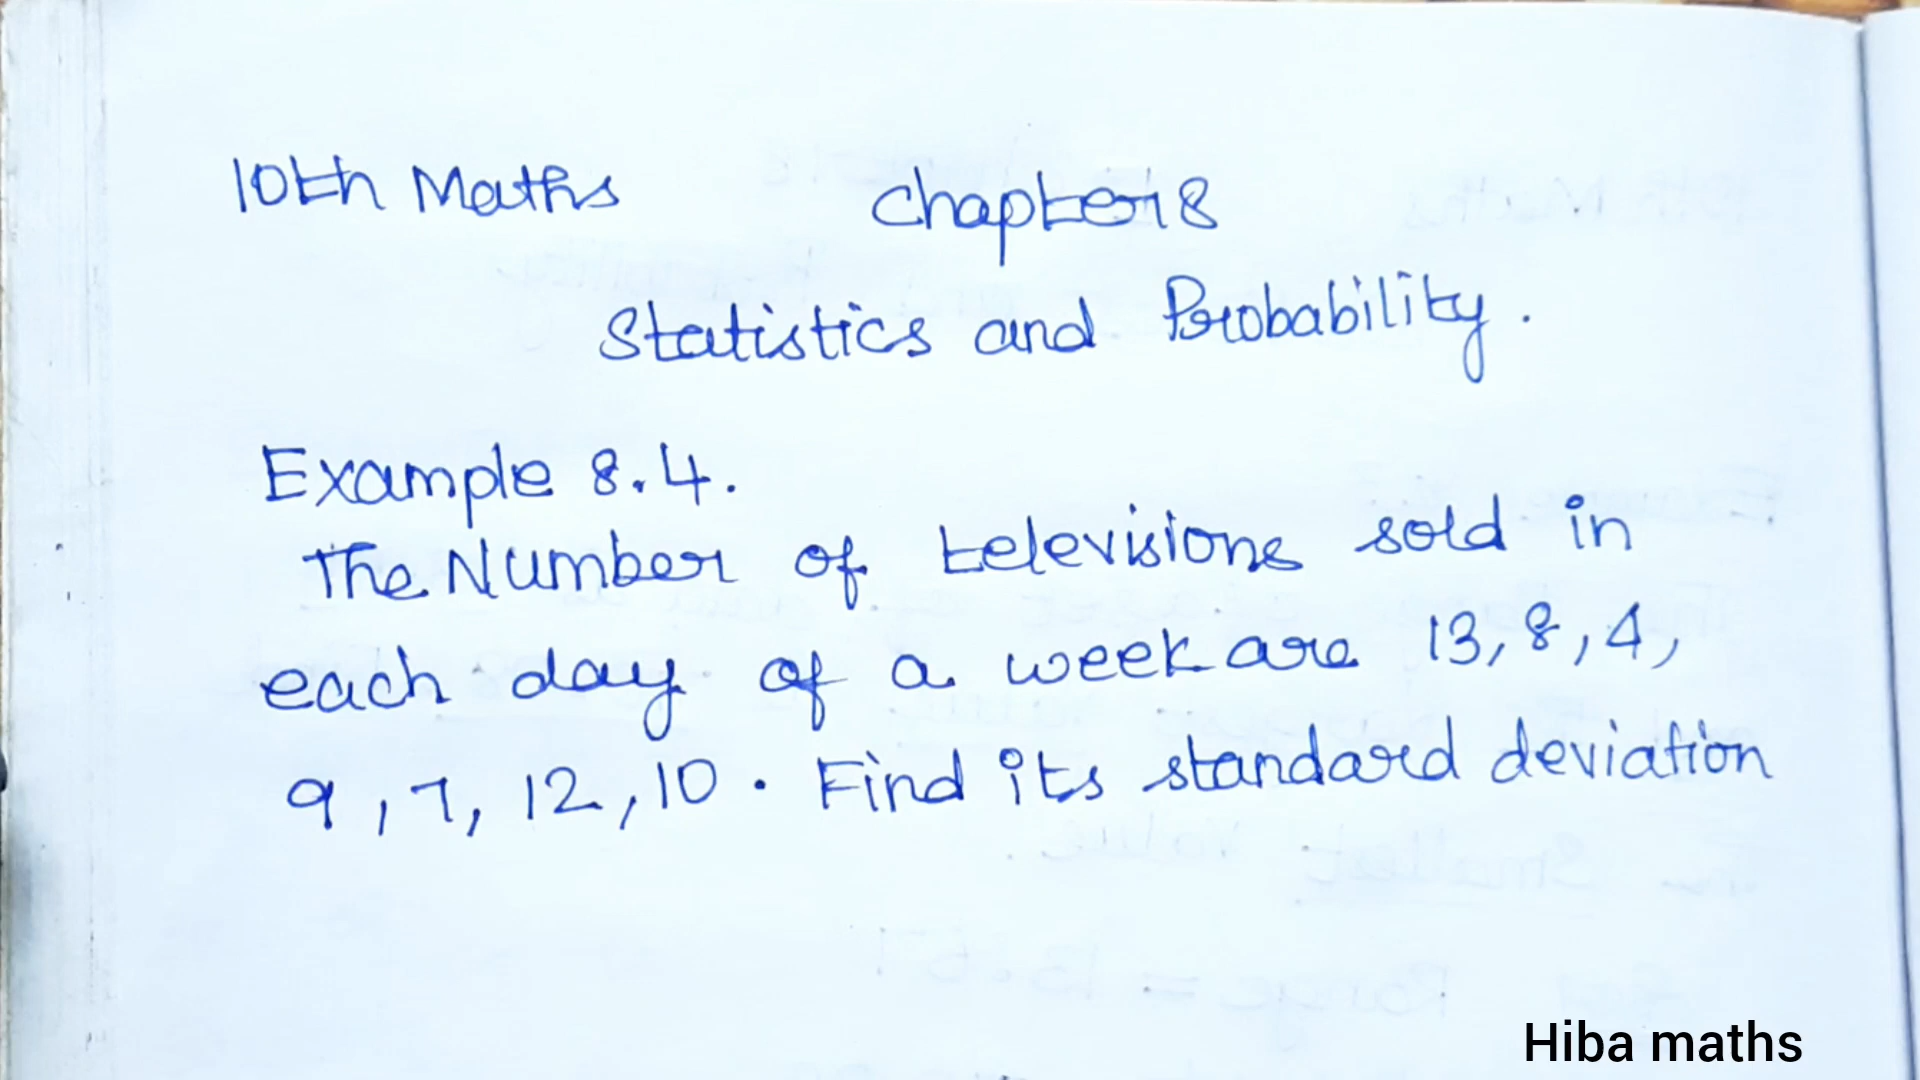 10th Maths Chapter 8
Statistics and Probability.
Example 8.4.
The Number of televisions sold in
each day of a week are 13, 8, 4,
9, 7, 12, 10. Find its standard deviation
Hiba maths